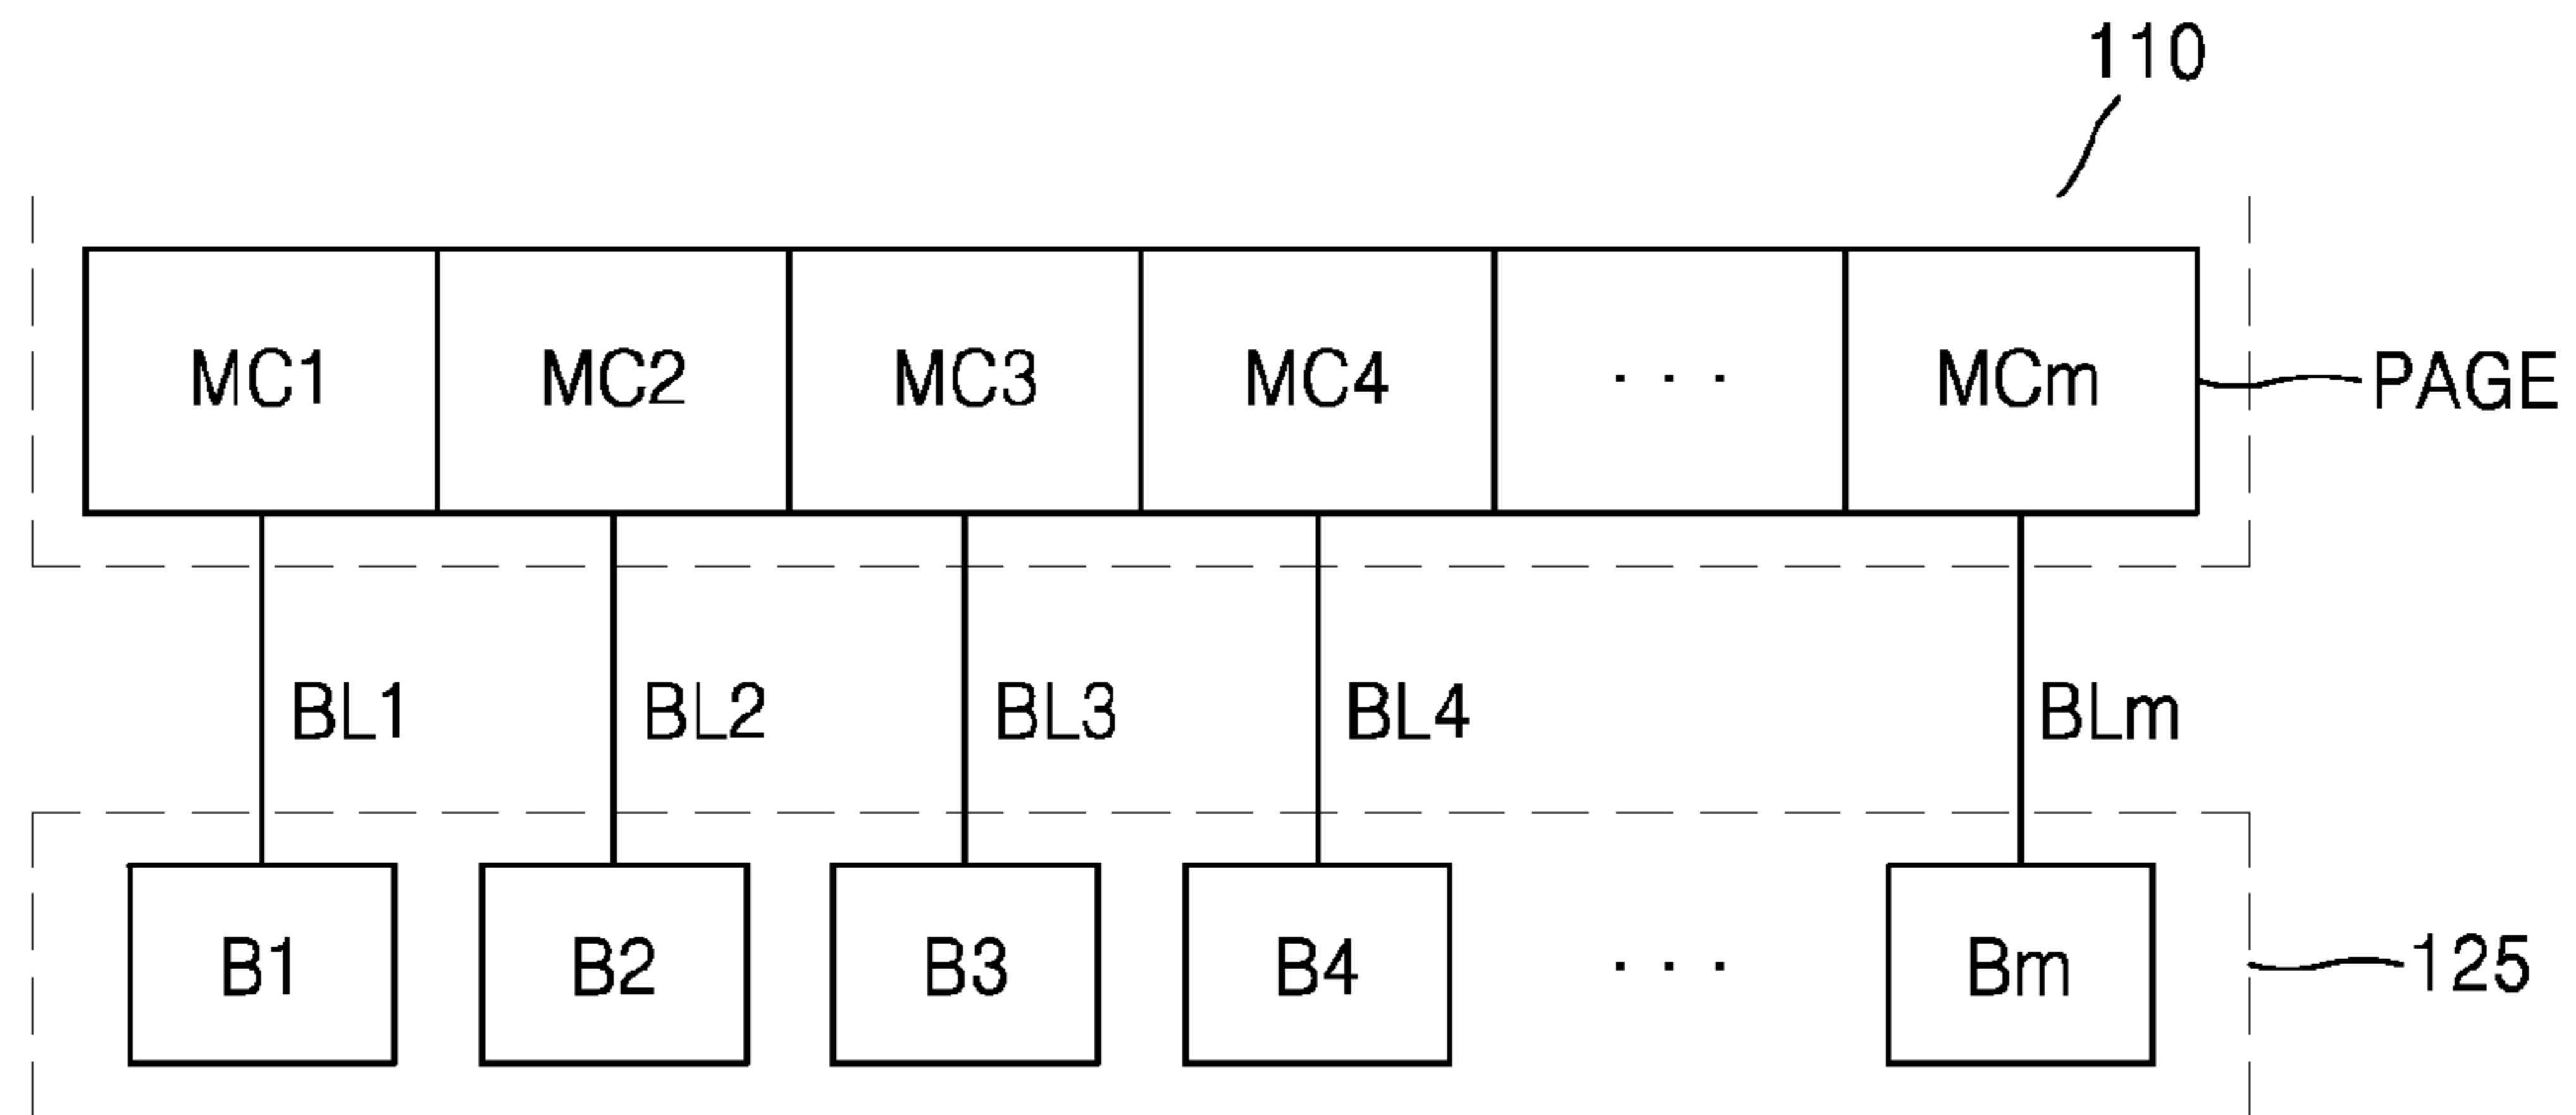 110
MC1 MC2 MC3 MC4 · · · MCm PAGE
BL1 BL2 BL3 BL4 BLm
B1 B2 B3 B4 · · · Bm 125